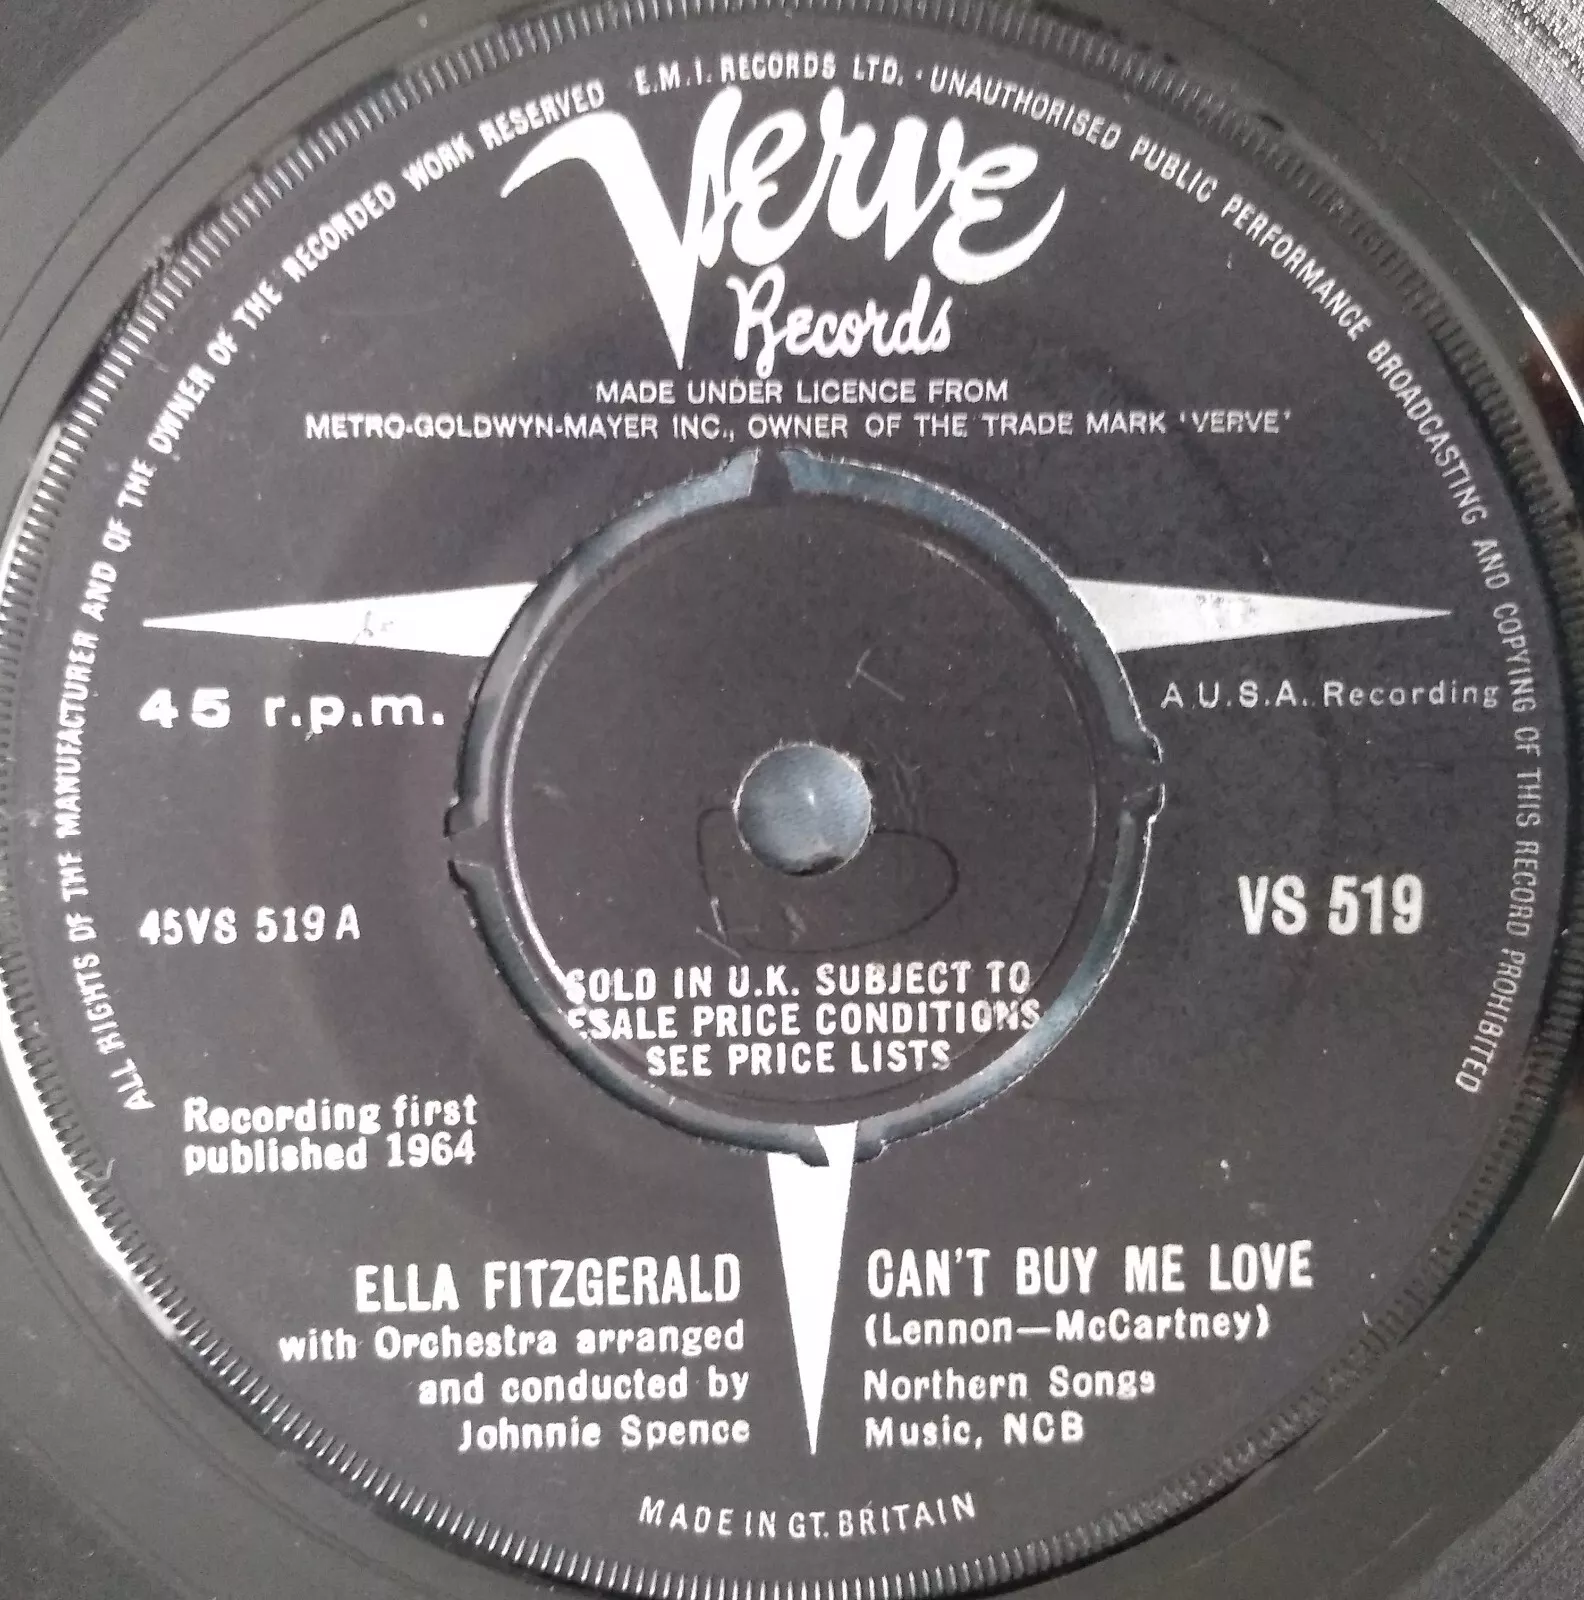 ALL RIGHTS OF THE MANUFACTURER AND OF THE OWNER OF THE RECORDED WORK RESERVED E.M.I. RECORDS LTD. · UNAUTHORISED PUBLIC PERFORMANCE BROADCASTING AND COPYING OF THIS RECORD PROHIBITED
Verve
Records
MADE UNDER LICENCE FROM
METRO-GOLDWYN-MAYER INC., OWNER OF THE TRADE MARK 'VERVE'
45 r.p.m.
A U.S.A. Recording
45VS 519 A
VS 519
SOLD IN U.K. SUBJECT TO
ESALE PRICE CONDITIONS
SEE PRICE LISTS
Recording first
published 1964
ELLA FITZGERALD
with Orchestra arranged
and conducted by
Johnnie Spence
CAN'T BUY ME LOVE
(Lennon—McCartney)
Northern Songs
Music, NCB
MADE IN GT. BRITAIN